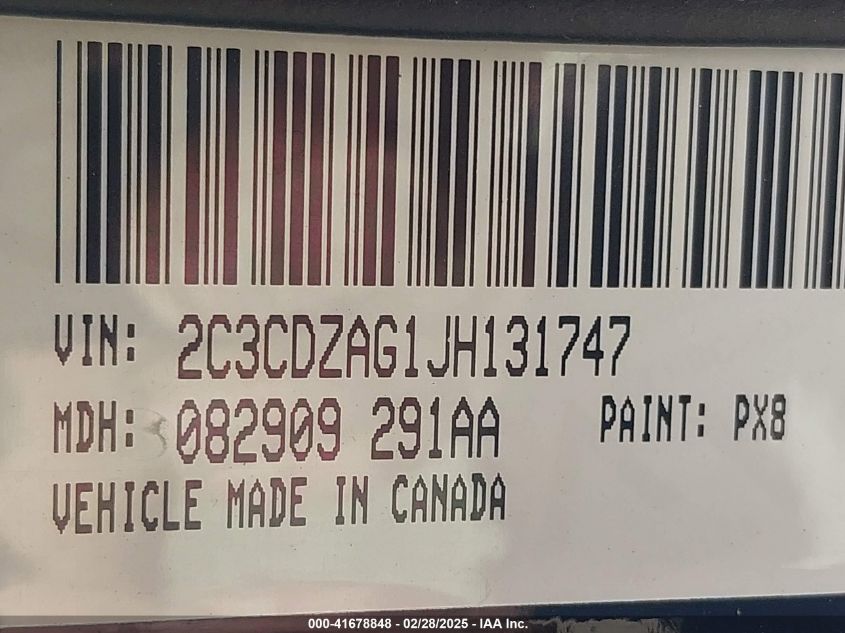 VIN: 2C3CDZAG1JH131747
MDH: 082909 291AA PAINT: PX8
VEHICLE MADE IN CANADA
000-41678848 - 02/28/2025 - IAA Inc.